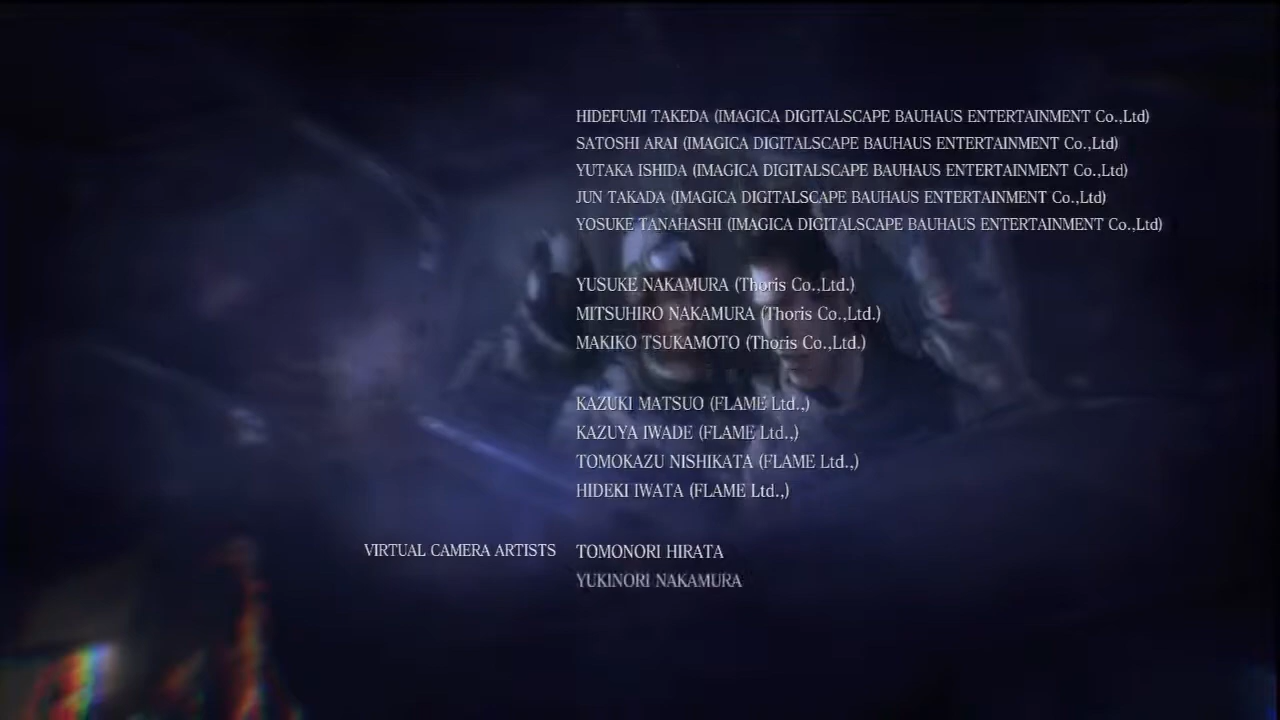 HIDEFUMI TAKEDA (IMAGICA DIGITALSCAPE BAUHAUS ENTERTAINMENT Co.,Ltd)
SATOSHI ARAI (IMAGICA DIGITALSCAPE BAUHAUS ENTERTAINMENT Co.,Ltd)
YUTAKA ISHIDA (IMAGICA DIGITALSCAPE BAUHAUS ENTERTAINMENT Co.,Ltd)
JUN TAKADA (IMAGICA DIGITALSCAPE BAUHAUS ENTERTAINMENT Co.,Ltd)
YOSUKE TANAHASHI (IMAGICA DIGITALSCAPE BAUHAUS ENTERTAINMENT Co.,Ltd)
YUSUKE NAKAMURA (Thoris Co.,Ltd.)
MITSUHIRO NAKAMURA (Thoris Co.,Ltd.)
MAKIKO TSUKAMOTO (Thoris Co.,Ltd.)
KAZUKI MATSUO (FLAME Ltd.,)
KAZUYA IWADE (FLAME Ltd.,)
TOMOKAZU NISHIKATA (FLAME Ltd.,)
HIDEKI IWATA (FLAME Ltd.,)
VIRTUAL CAMERA ARTISTS TOMONORI HIRATA
YUKINORI NAKAMURA